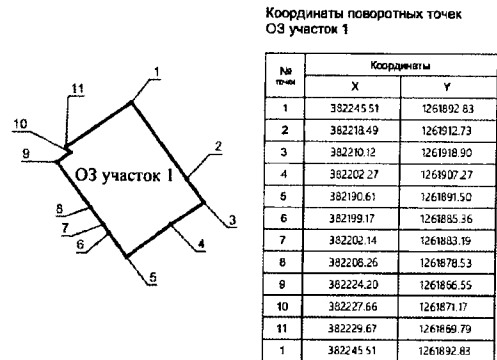 Координаты поворотных точек
ОЗ участок 1
№ точки Координаты
X Y
1 382245.51 1261892.83
2 382218.49 1261912.73
3 382210.12 1261918.90
4 382202.27 1261907.27
5 382190.61 1261891.50
6 382199.17 1261885.36
7 382202.14 1261883.19
8 382208.26 1261878.53
9 382224.20 1261866.55
10 382227.66 1261871.17
11 382229.67 1261869.79
1 382245.51 1261892.83
1
11
10
9
2
ОЗ участок 1
8
7
6
3
4
5